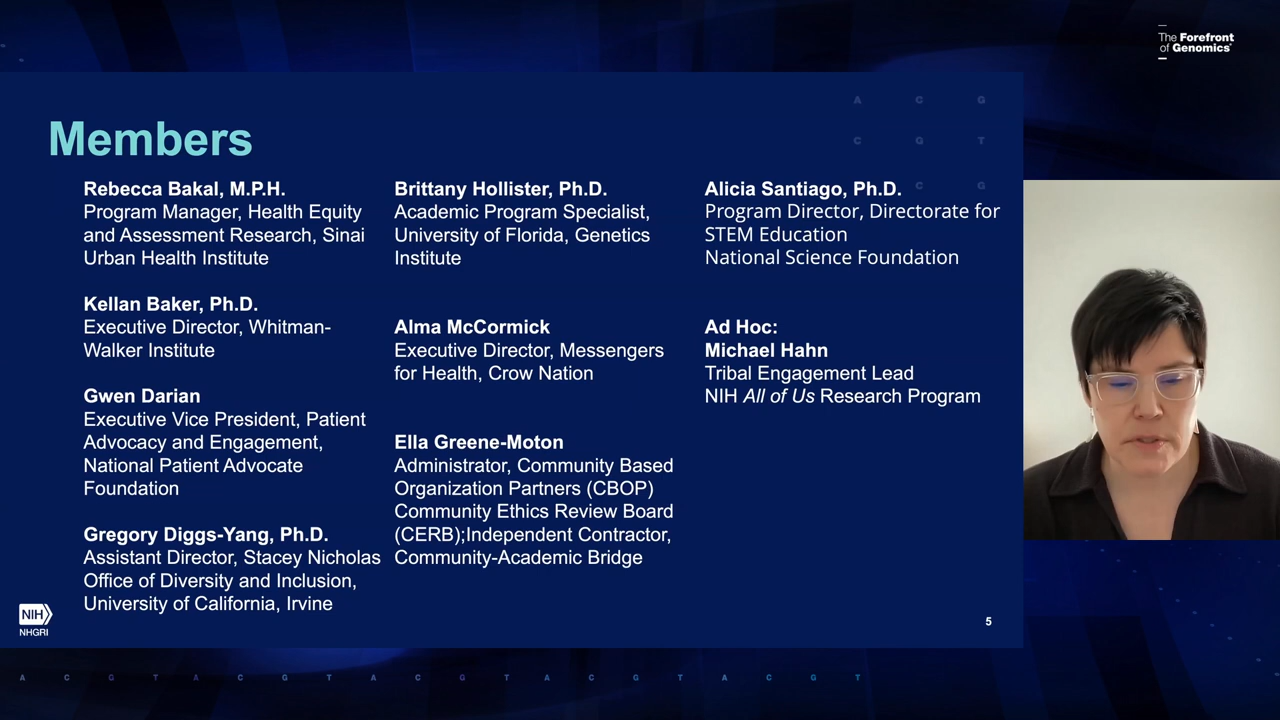 The Forefront
of Genomics®
A C G
C G T
C G
Members
Rebecca Bakal, M.P.H.
Program Manager, Health Equity
and Assessment Research, Sinai
Urban Health Institute
Kellan Baker, Ph.D.
Executive Director, Whitman-
Walker Institute
Gwen Darian
Executive Vice President, Patient
Advocacy and Engagement,
National Patient Advocate
Foundation
Gregory Diggs-Yang, Ph.D.
Assistant Director, Stacey Nicholas
Office of Diversity and Inclusion,
University of California, Irvine
Brittany Hollister, Ph.D.
Academic Program Specialist,
University of Florida, Genetics
Institute
Alma McCormick
Executive Director, Messengers
for Health, Crow Nation
Ella Greene-Moton
Administrator, Community Based
Organization Partners (CBOP)
Community Ethics Review Board
(CERB);Independent Contractor,
Community-Academic Bridge
Alicia Santiago, Ph.D.
Program Director, Directorate for
STEM Education
National Science Foundation
Ad Hoc:
Michael Hahn
Tribal Engagement Lead
NIH All of Us Research Program
NIH
NHGRI
5
A C G T A C G T A C G T A C G T A C G T